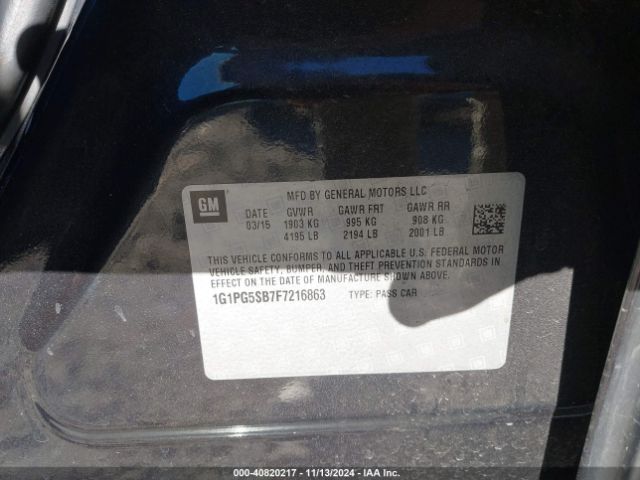 GM
MFD BY GENERAL MOTORS LLC
DATE GVWR GAWR FRT GAWR RR
03/15 1903 KG 995 KG 908 KG
4195 LB 2194 LB 2001 LB
THIS VEHICLE CONFORMS TO ALL APPLICABLE U.S. FEDERAL MOTOR
VEHICLE SAFETY, BUMPER, AND THEFT PREVENTION STANDARDS IN
EFFECT ON THE DATE OF MANUFACTURE SHOWN ABOVE.
1G1PG5SB7F7216863 TYPE: PASS CAR
000-40820217 - 11/13/2024 - IAA Inc.